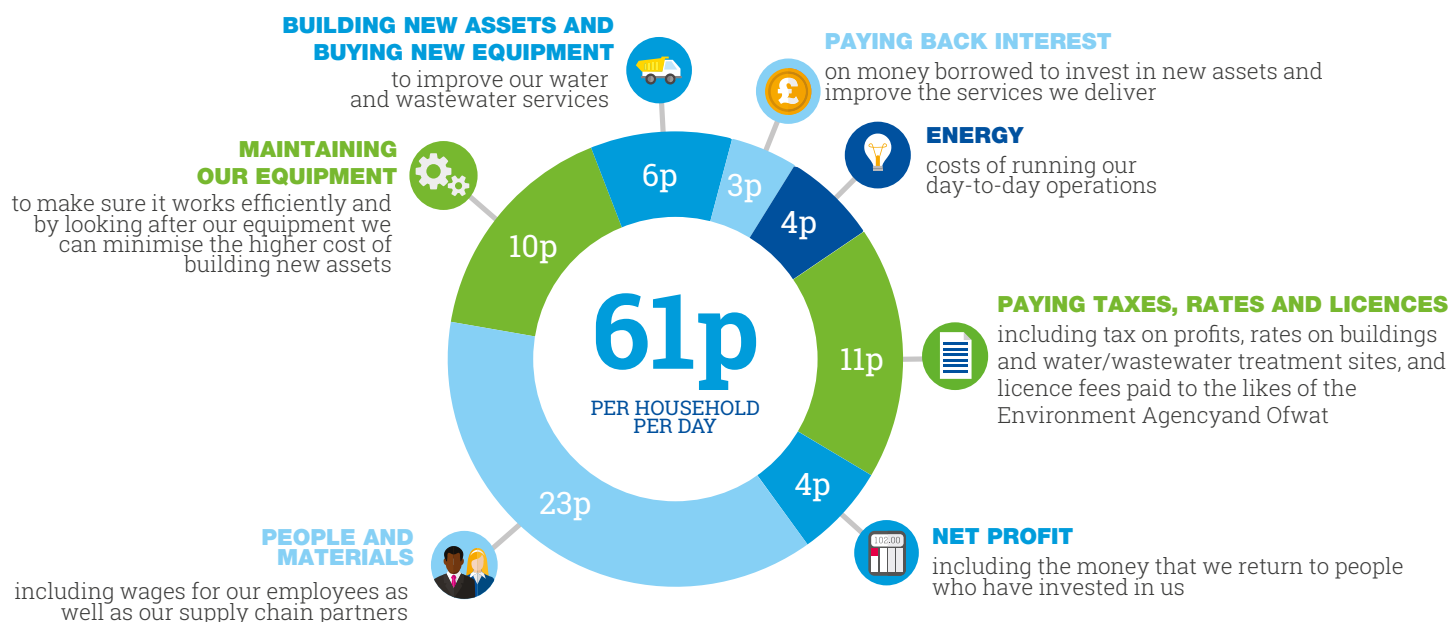 BUILDING NEW ASSETS AND
BUYING NEW EQUIPMENT
to improve our water
and wastewater services
PAYING BACK INTEREST
on money borrowed to invest in new assets and
improve the services we deliver
ENERGY
costs of running our
day-to-day operations
MAINTAINING
OUR EQUIPMENT
to make sure it works efficiently and
by looking after our equipment we
can minimise the higher cost of
building new assets
6p
3p
4p
10p
11p
4p
23p
61p
PER HOUSEHOLD
PER DAY
PAYING TAXES, RATES AND LICENCES
including tax on profits, rates on buildings
and water/wastewater treatment sites, and
licence fees paid to the likes of the
Environment Agencyand Ofwat
PEOPLE AND
MATERIALS
including wages for our employees as
well as our supply chain partners
102.00
NET PROFIT
including the money that we return to people
who have invested in us